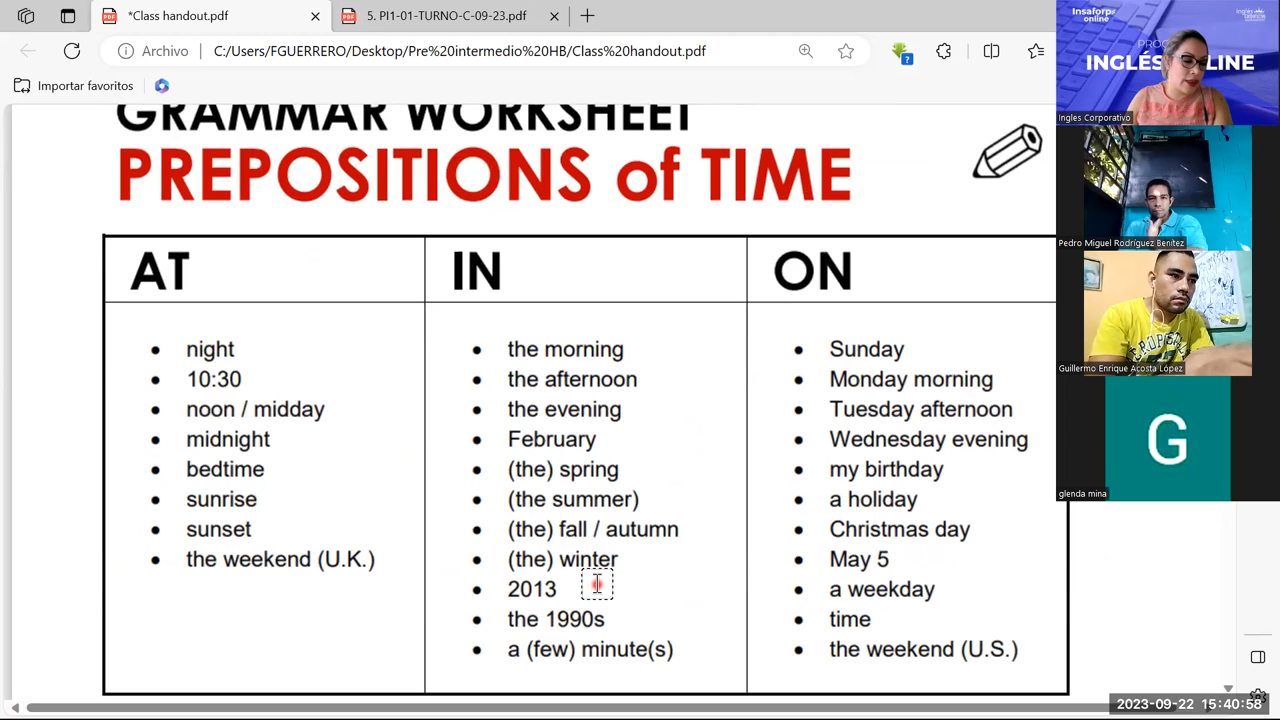 *Class handout.pdf
5.111-01-TURNO-C-09-23.pdf
Archivo
C:/Users/FGUERRERO/Desktop/Pre%20intermedio%20HB/Class%20handout.pdf
Importar favoritos
GRAMMAR WORKSHEET
PREPOSITIONS of TIME
AT
night
10:30
noon / midday
midnight
bedtime
sunrise
sunset
the weekend (U.K.)
IN
the morning
the afternoon
the evening
February
(the) spring
(the summer)
(the) fall / autumn
(the) winter
2013
the 1990s
a (few) minute(s)
ON
Sunday
Monday morning
Tuesday afternoon
Wednesday evening
my birthday
a holiday
Christmas day
May 5
a weekday
time
the weekend (U.S.)
Insaforp
online
INGLÉS
LINE
Ingles Corporativo
Pedro Miguel Rodríguez Benítez
Guillermo Enrique Acosta López
G
glenda mina
2023-09-22 15:40:58